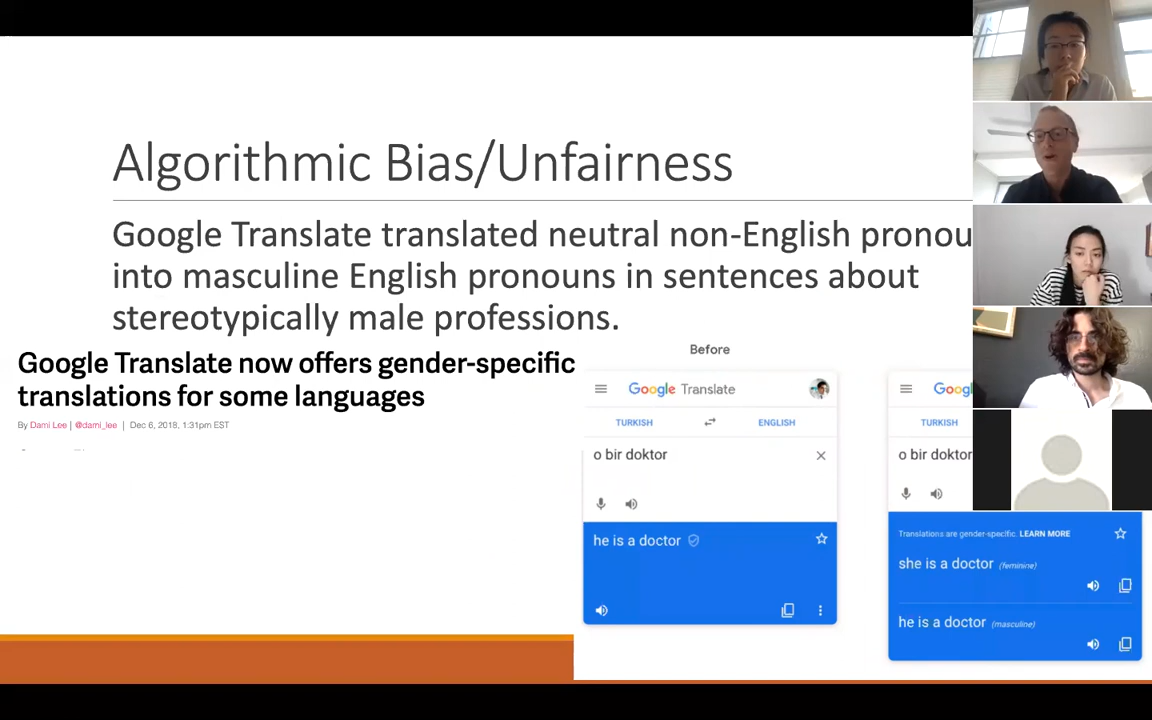 Algorithmic Bias/Unfairness
Google Translate translated neutral non-English
into masculine English pronouns in sentences about
stereotypically male professions.
Google Translate now offers gender-specific
translations for some languages
By Dami Lee | @dami_lee | Dec 6, 2018, 1:31pm EST
Before
Google Translate
TURKISH ENGLISH
o bir doktor
he is a doctor
TURKISH
o bir doktor
Translations are gender-specific. LEARN MORE
she is a doctor (feminine)
he is a doctor (masculine)